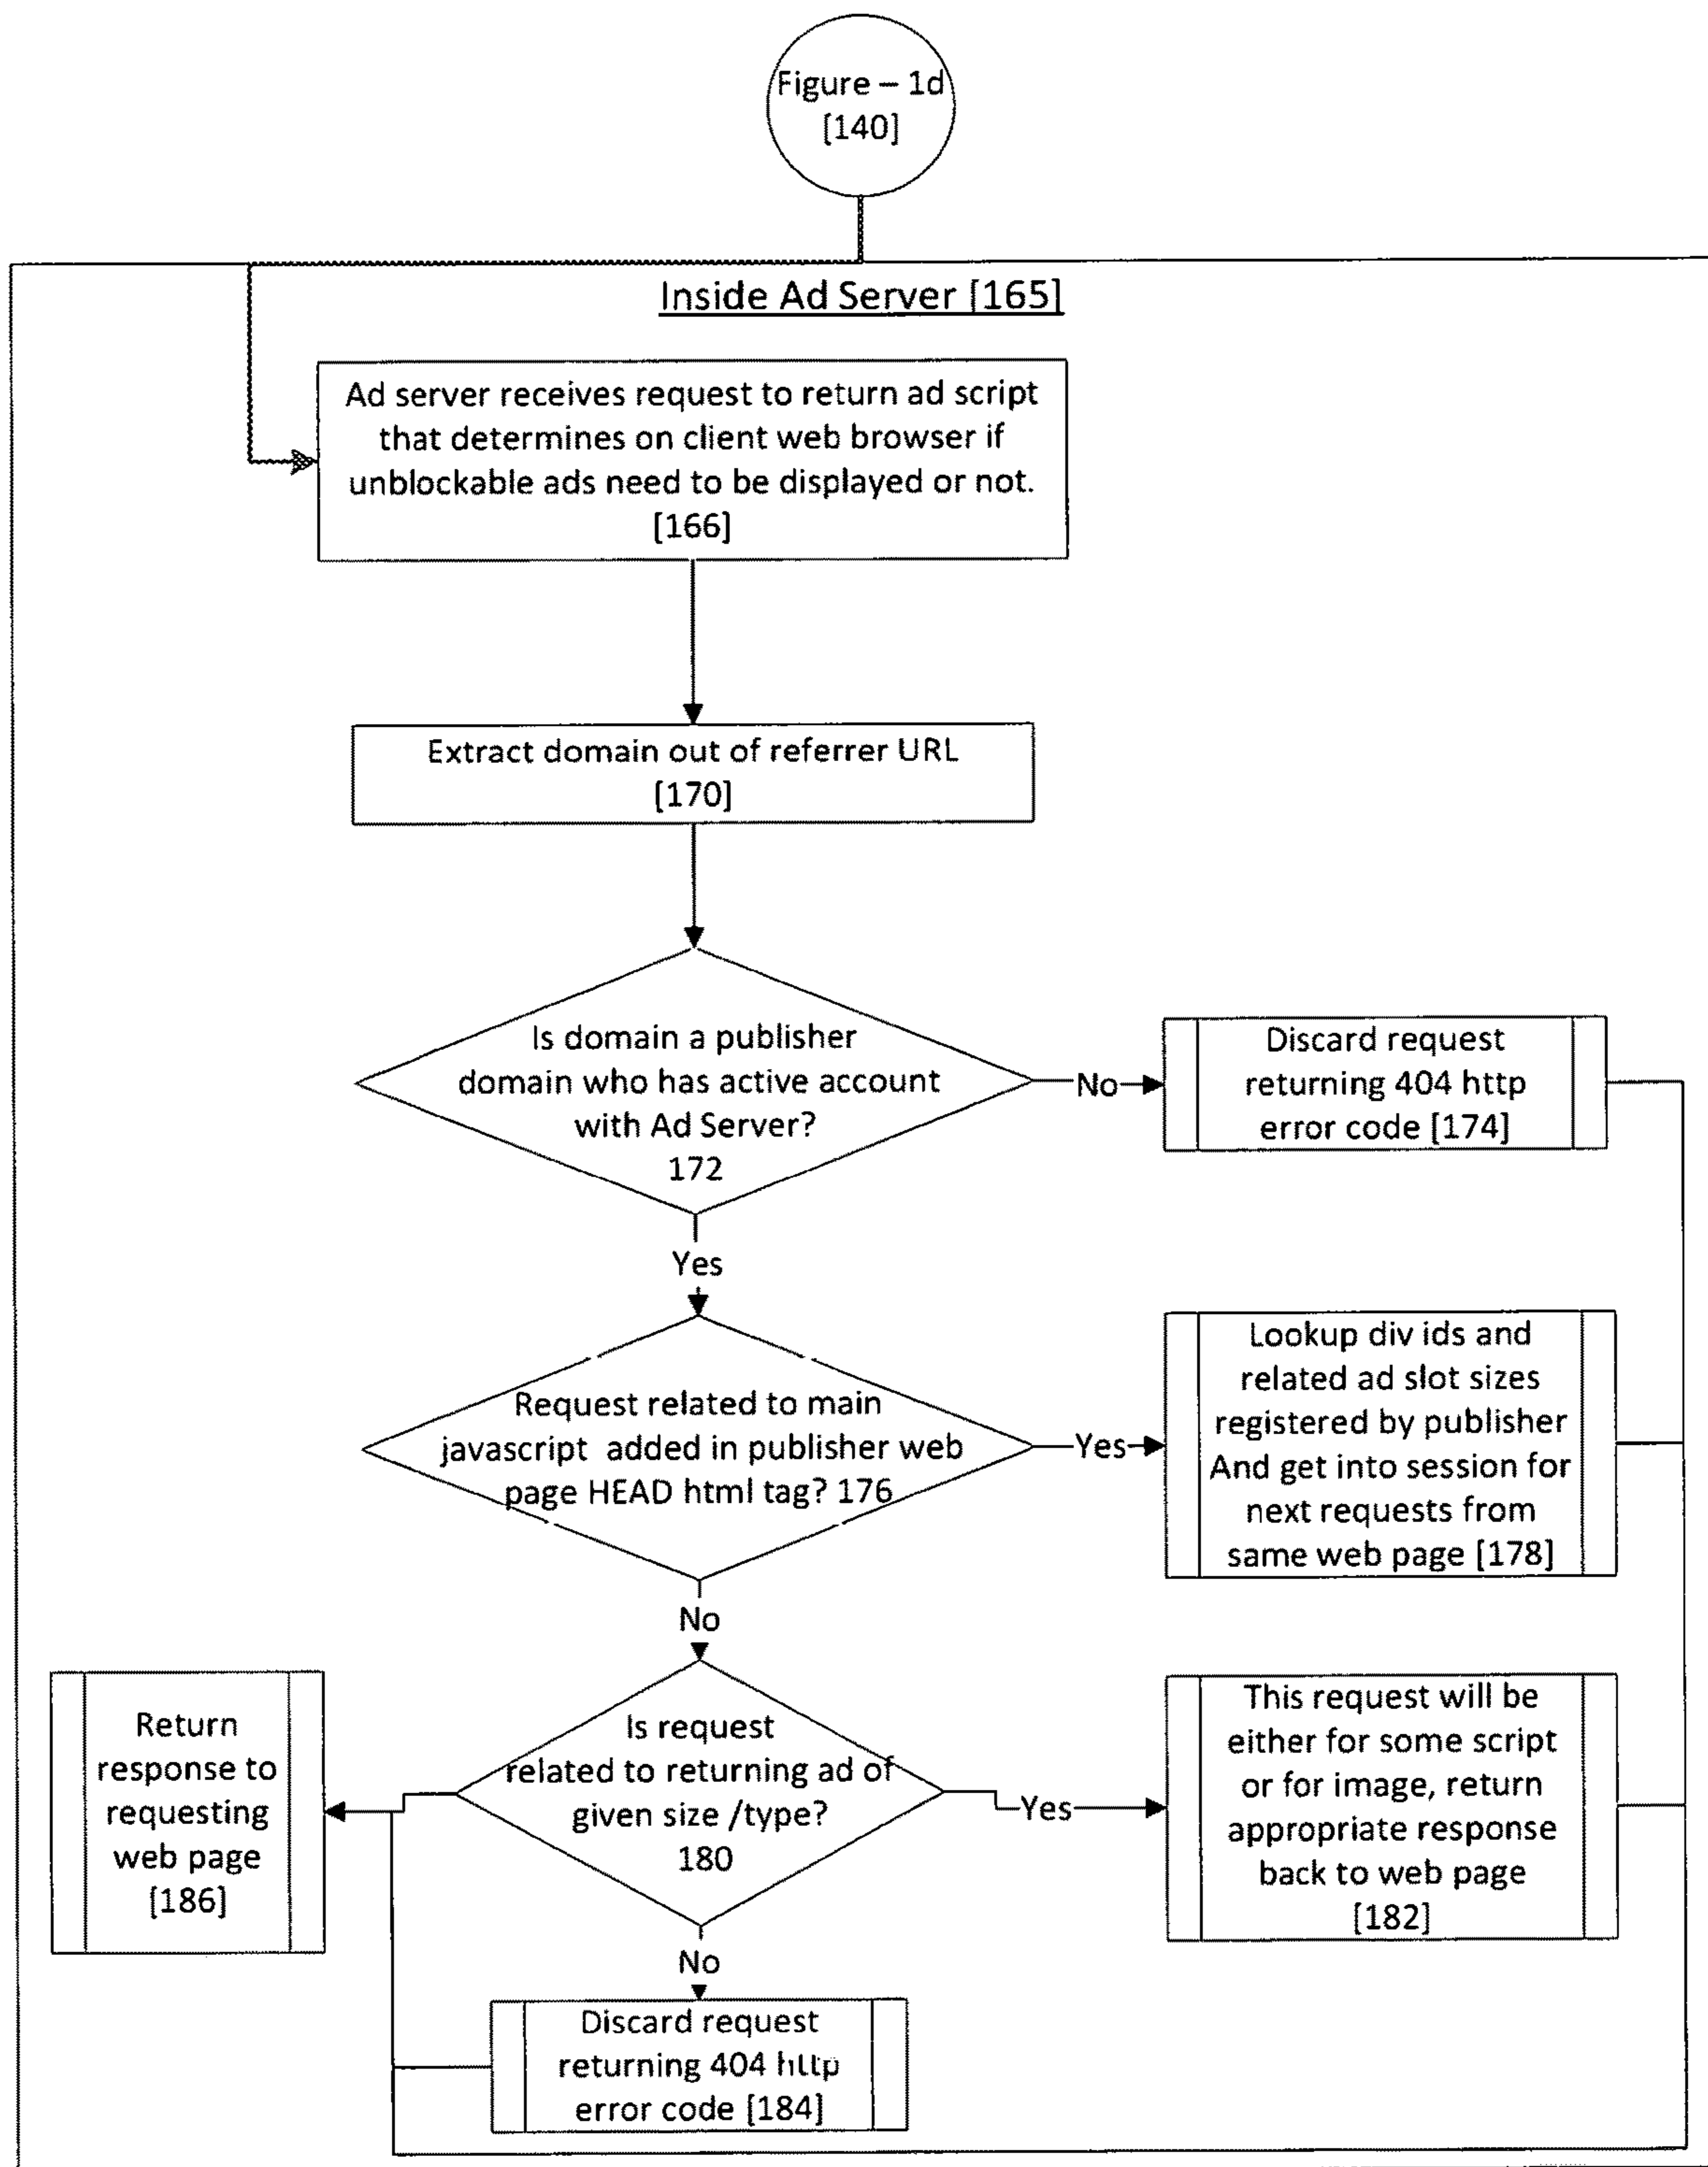 Figure – 1d
[140]
Inside Ad Server [165]
Ad server receives request to return ad script
that determines on client web browser if
unblockable ads need to be displayed or not.
[166]
Extract domain out of referrer URL
[170]
Is domain a publisher
domain who has active account
with Ad Server?
172
No
Discard request
returning 404 http
error code [174]
Yes
Request related to main
javascript added in publisher web
page HEAD html tag? 176
Yes
Lookup div ids and
related ad slot sizes
registered by publisher
And get into session for
next requests from
same web page [178]
No
Return
response to
requesting
web page
[186]
Is request
related to returning ad of
given size /type?
180
Yes
This request will be
either for some script
or for image, return
appropriate response
back to web page
[182]
No
Discard request
returning 404 http
error code [184]